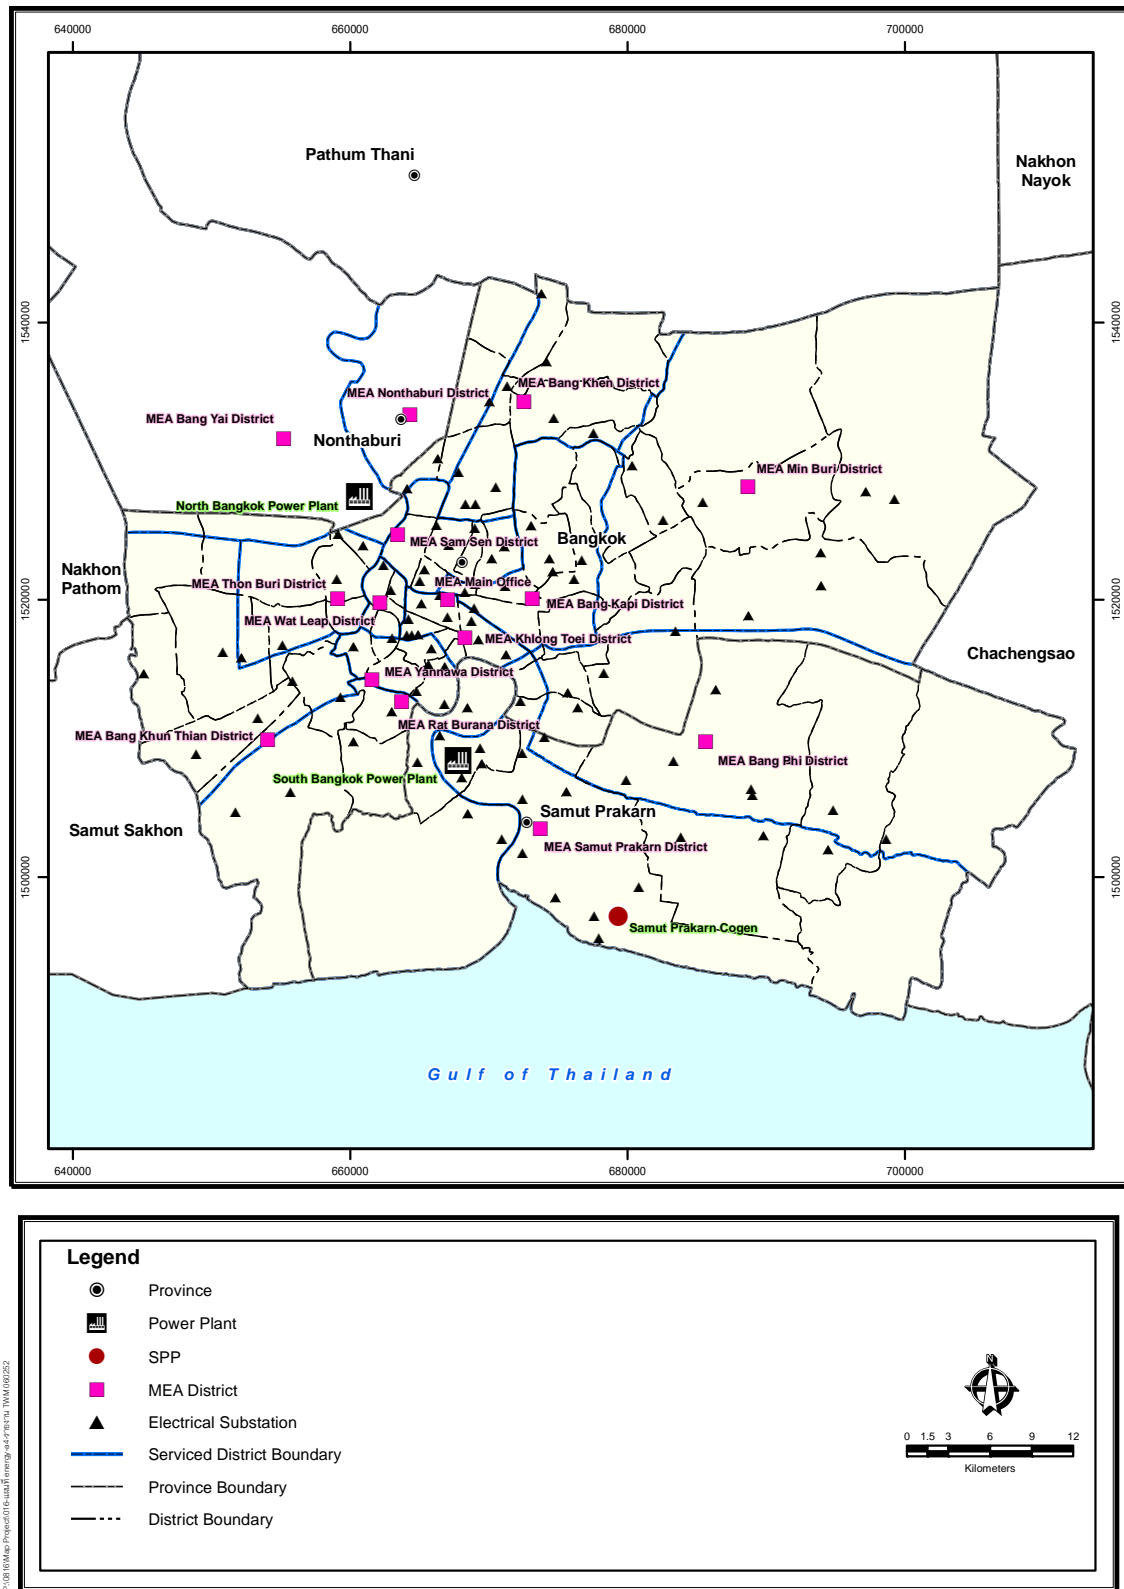 640000
660000
680000
700000
Pathum Thani
Nakhon
Nayok
1540000
1540000
MEA Nonthaburi District
MEA Bang Khen District
MEA Bang Yai District
Nonthaburi
MEA Min Buri District
North Bangkok Power Plant
MEA Sam Sen District
Bangkok
Nakhon
Pathom
MEA Thon Buri District
MEA Main Office
1520000
1520000
MEA Bang Kapi District
MEA Wat Leap District
MEA Khlong Toei District
Chachengsao
MEA Yannawa District
MEA Rat Burana District
MEA Bang Khun Thian District
MEA Bang Phi District
South Bangkok Power Plant
Samut Prakarn
Samut Sakhon
MEA Samut Prakarn District
1500000
1500000
Samut Prakarn Cogen
Gulf of Thailand
640000
660000
680000
700000
Legend
Province
Power Plant
SPP
MEA District
Electrical Substation
Serviced District Boundary
Province Boundary
District Boundary
N
0 1.5 3 6 9 12
Kilometers